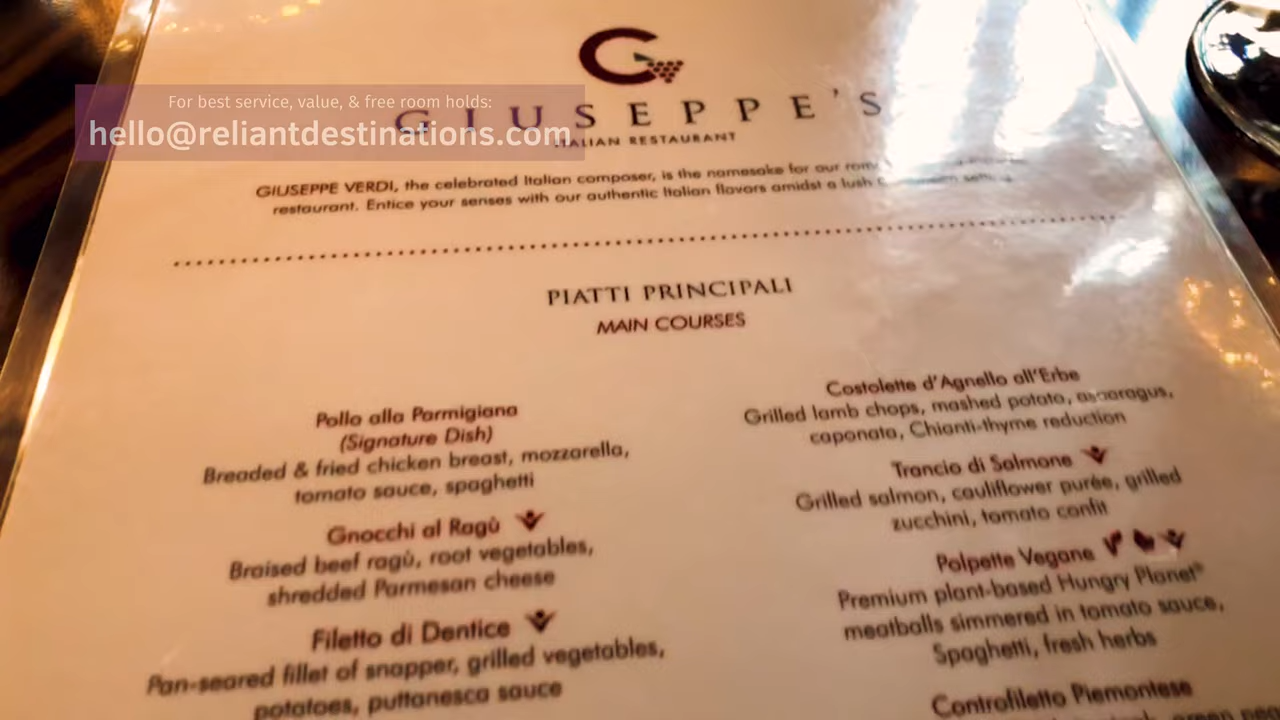 For best service, value, & free room holds:
hello@reliantdestinations.com
GIUSEPPE'S
ITALIAN RESTAURANT
GIUSEPPE VERDI, the celebrated Italian composer, is the namesake for our
restaurant. Entice your senses with our authentic Italian flavors amidst a lush
PIATTI PRINCIPALI
MAIN COURSES
Pollo alla Parmigiana
(Signature Dish)
Breaded & fried chicken breast, mozzarella,
tomato sauce, spaghetti
Gnocchi al Ragù
Braised beef ragù, root vegetables,
shredded Parmesan cheese
Filetto di Dentice
Pan-seared fillet of snapper, grilled vegetables,
potatoes, puttanesca sauce
Costolette d'Agnello all'Erbe
Grilled lamb chops, mashed potato, asparagus,
caponata, Chianti-thyme reduction
Trancio di Salmone
Grilled salmon, cauliflower purée, grilled
zucchini, tomato confit
Polpette Vegane
Premium plant-based Hungry Planet®
meatballs simmered in tomato sauce,
Spaghetti, fresh herbs
Controfiletto Piemontese